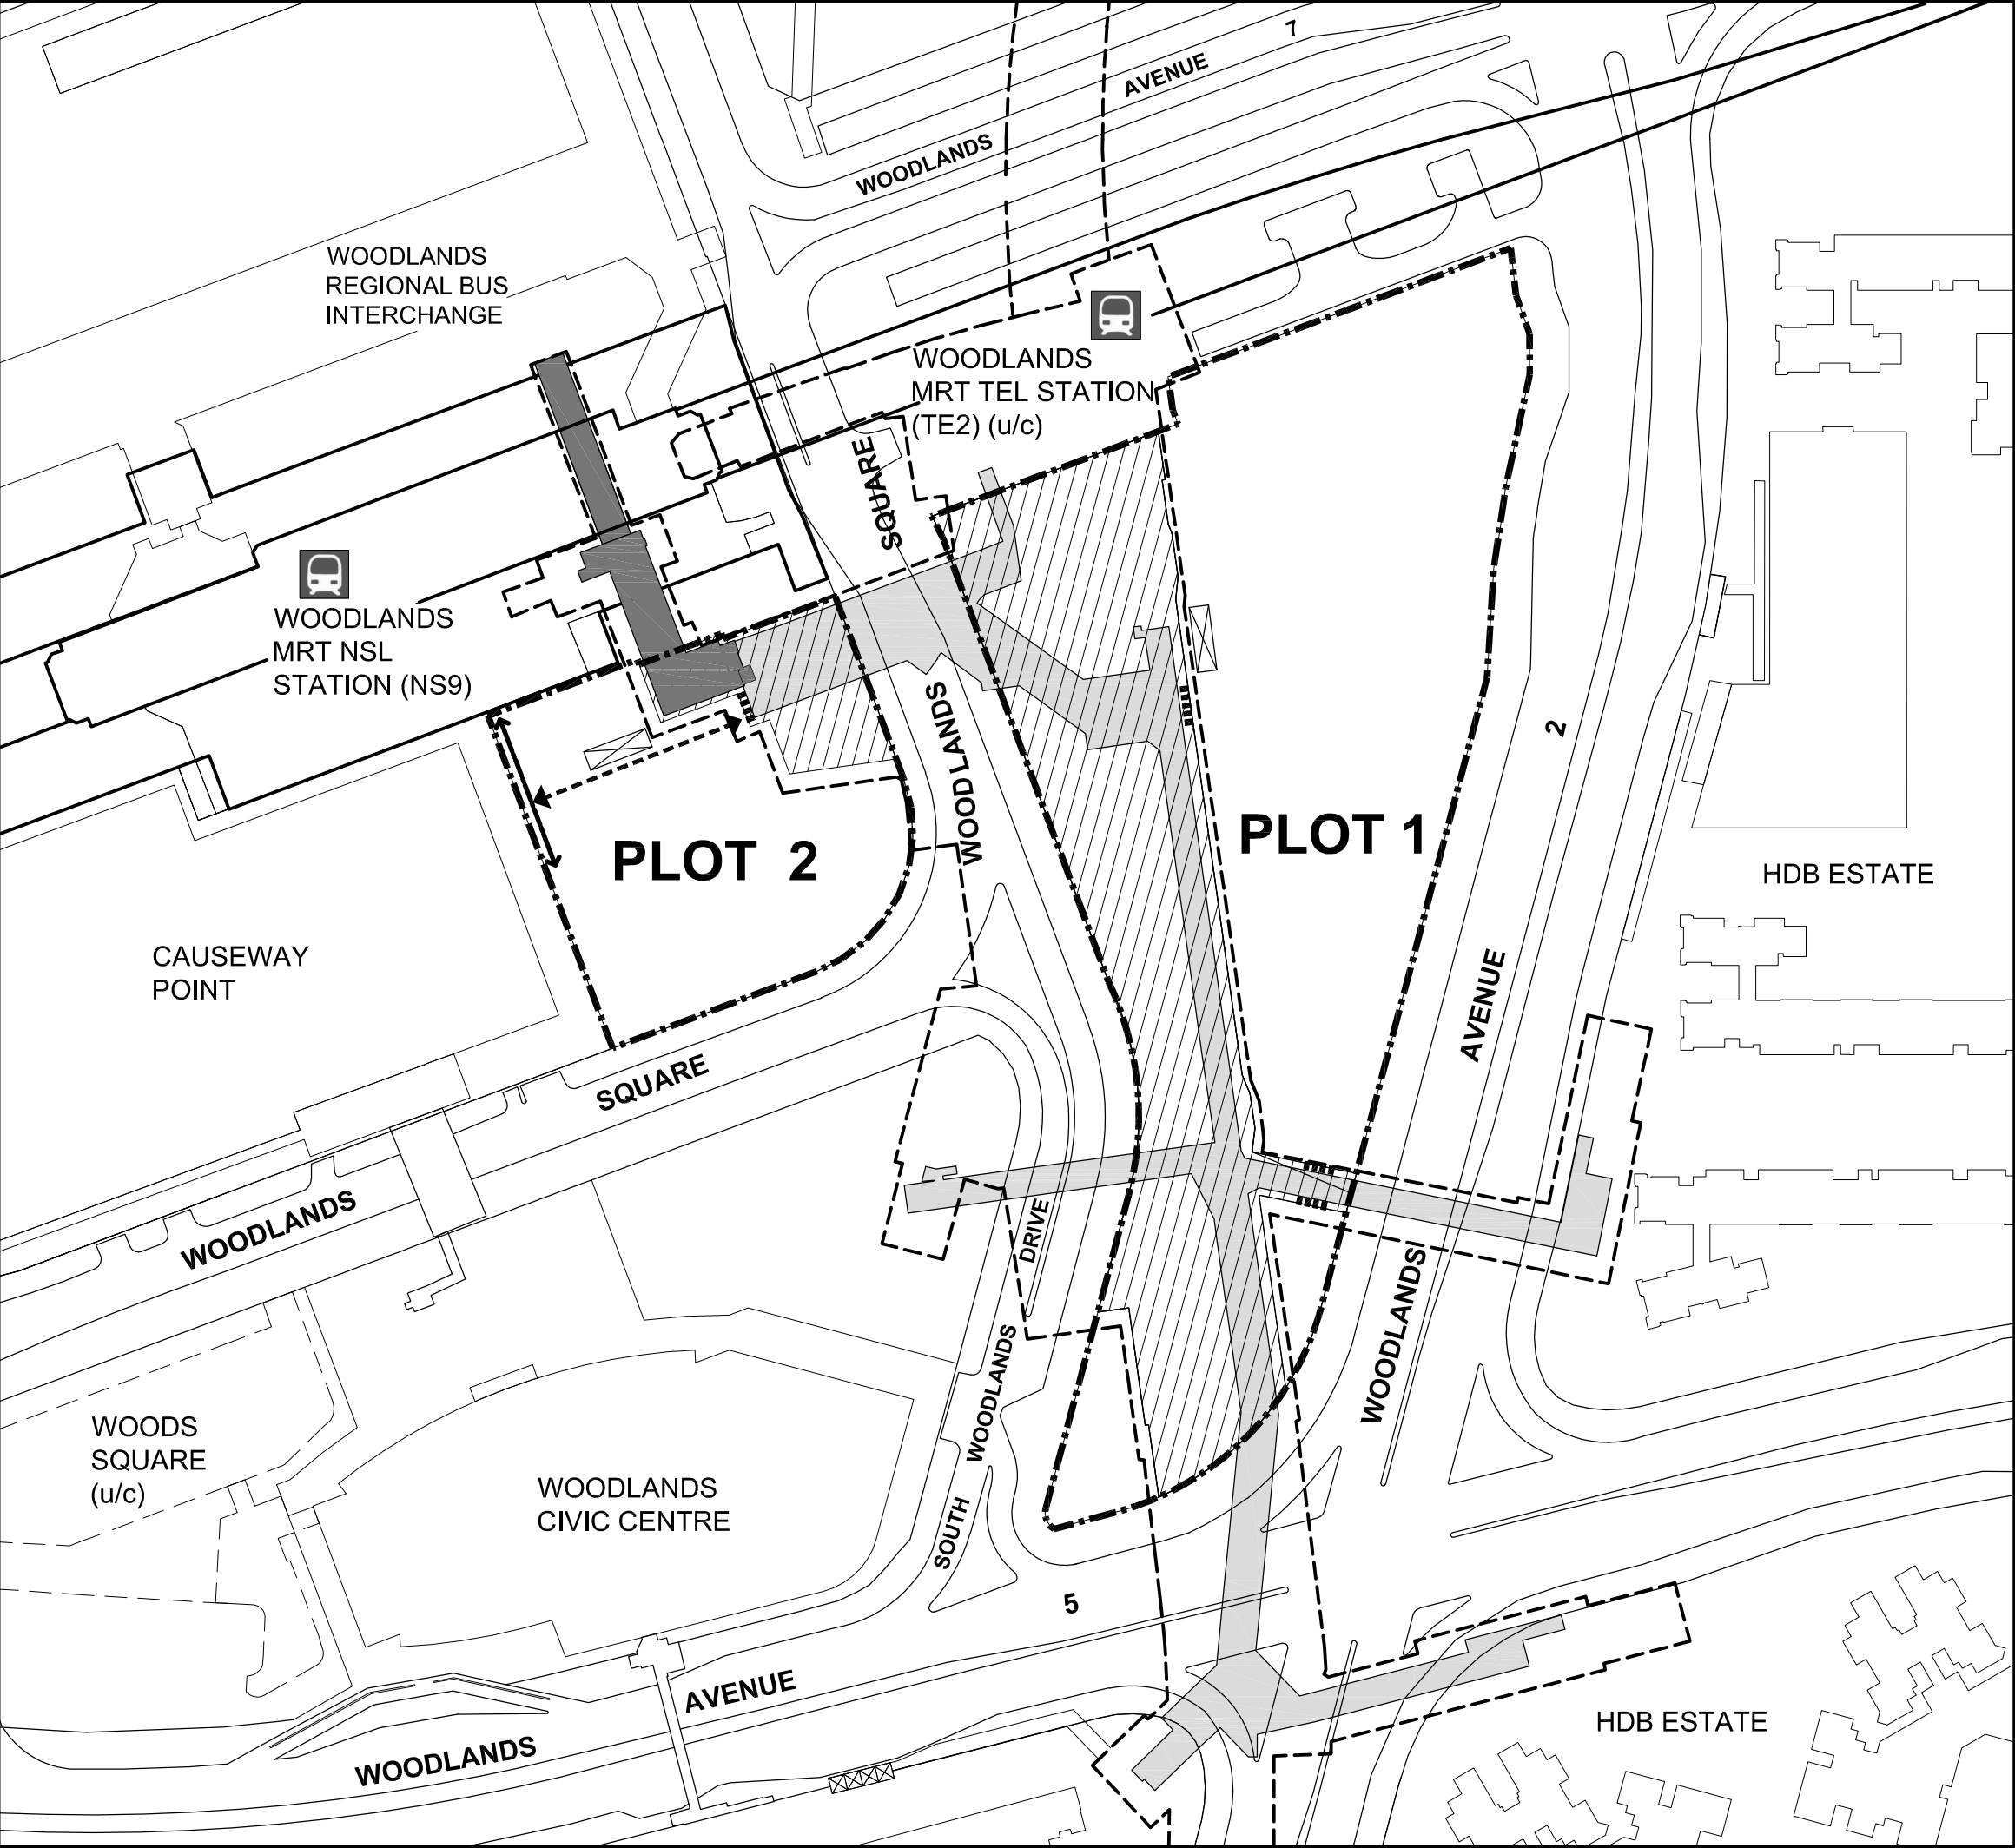 7
AVENUE
WOODLANDS
WOODLANDS
REGIONAL BUS
INTERCHANGE
WOODLANDS
MRT TEL STATION
(TE2) (u/c)
SQUARE
WOODLANDS
MRT NSL
STATION (NS9)
WOODLANDS
2
PLOT 1
PLOT 2
HDB ESTATE
CAUSEWAY
POINT
AVENUE
SQUARE
WOODLANDS
DRIVE
WOODLANDS
WOODLANDS
WOODS
SQUARE
(u/c)
WOODLANDS
CIVIC CENTRE
SOUTH
5
AVENUE
WOODLANDS
HDB ESTATE